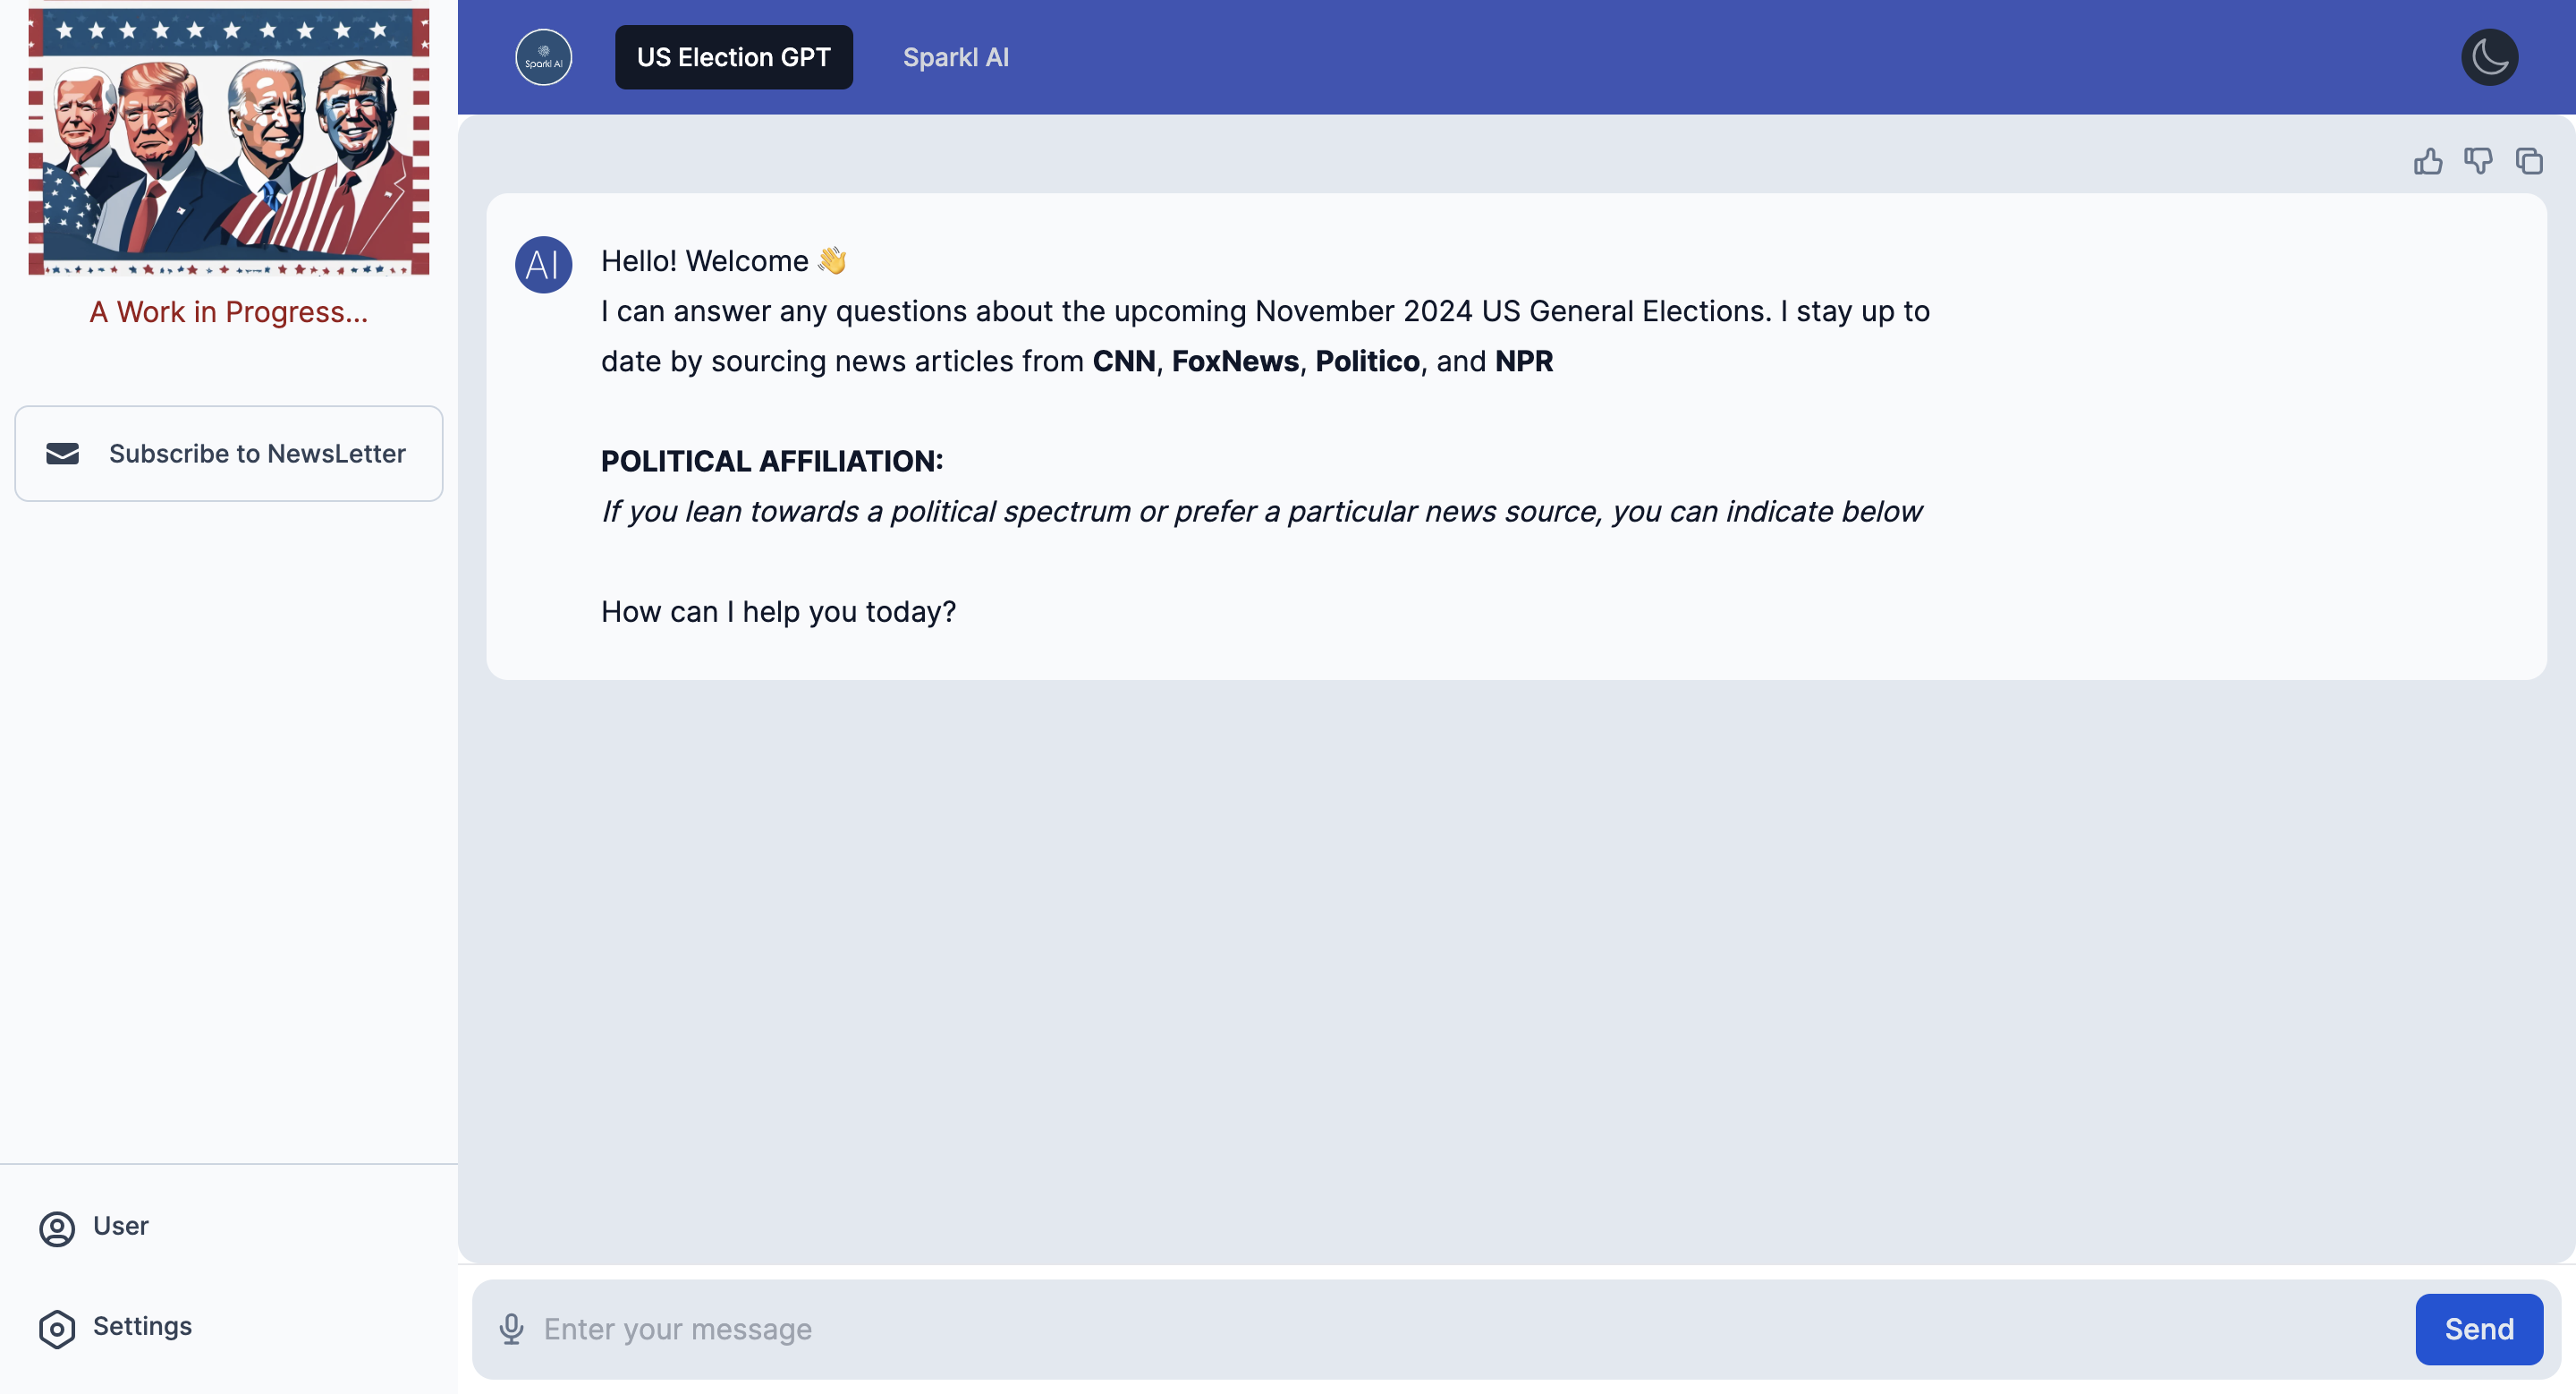 A Work in Progress...
Subscribe to NewsLetter
User
Settings
Sparkl AI
US Election GPT
Sparkl AI
AI
Hello! Welcome 👋
I can answer any questions about the upcoming November 2024 US General Elections. I stay up to
date by sourcing news articles from CNN, FoxNews, Politico, and NPR
POLITICAL AFFILIATION:
If you lean towards a political spectrum or prefer a particular news source, you can indicate below
How can I help you today?
Enter your message
Send